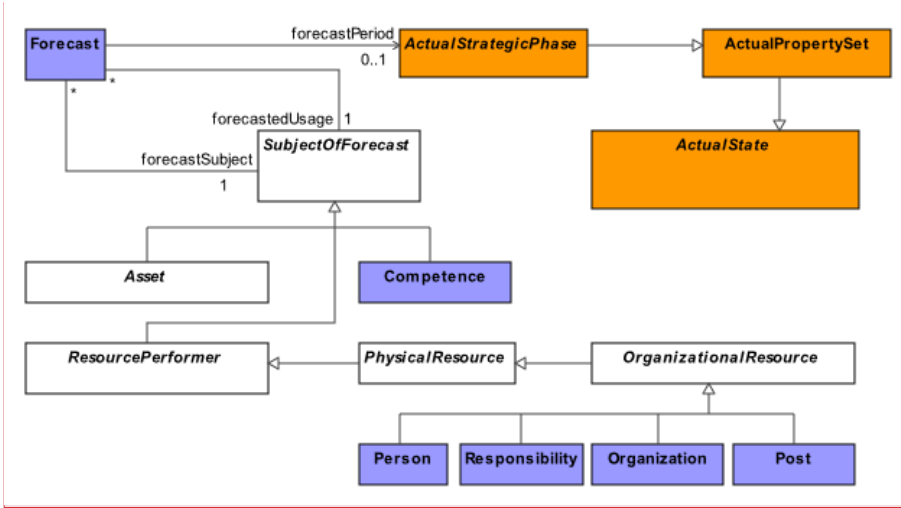 forecastPeriod
Forecast
ActualStrategicPhase
ActualPropertySet
0..1
*
*
forecastedUsage
1
SubjectOfForecast
ActualState
forecastSubject
1
Asset
Competence
ResourcePerformer
PhysicalResource
OrganizationalResource
Person
Responsibility
Organization
Post